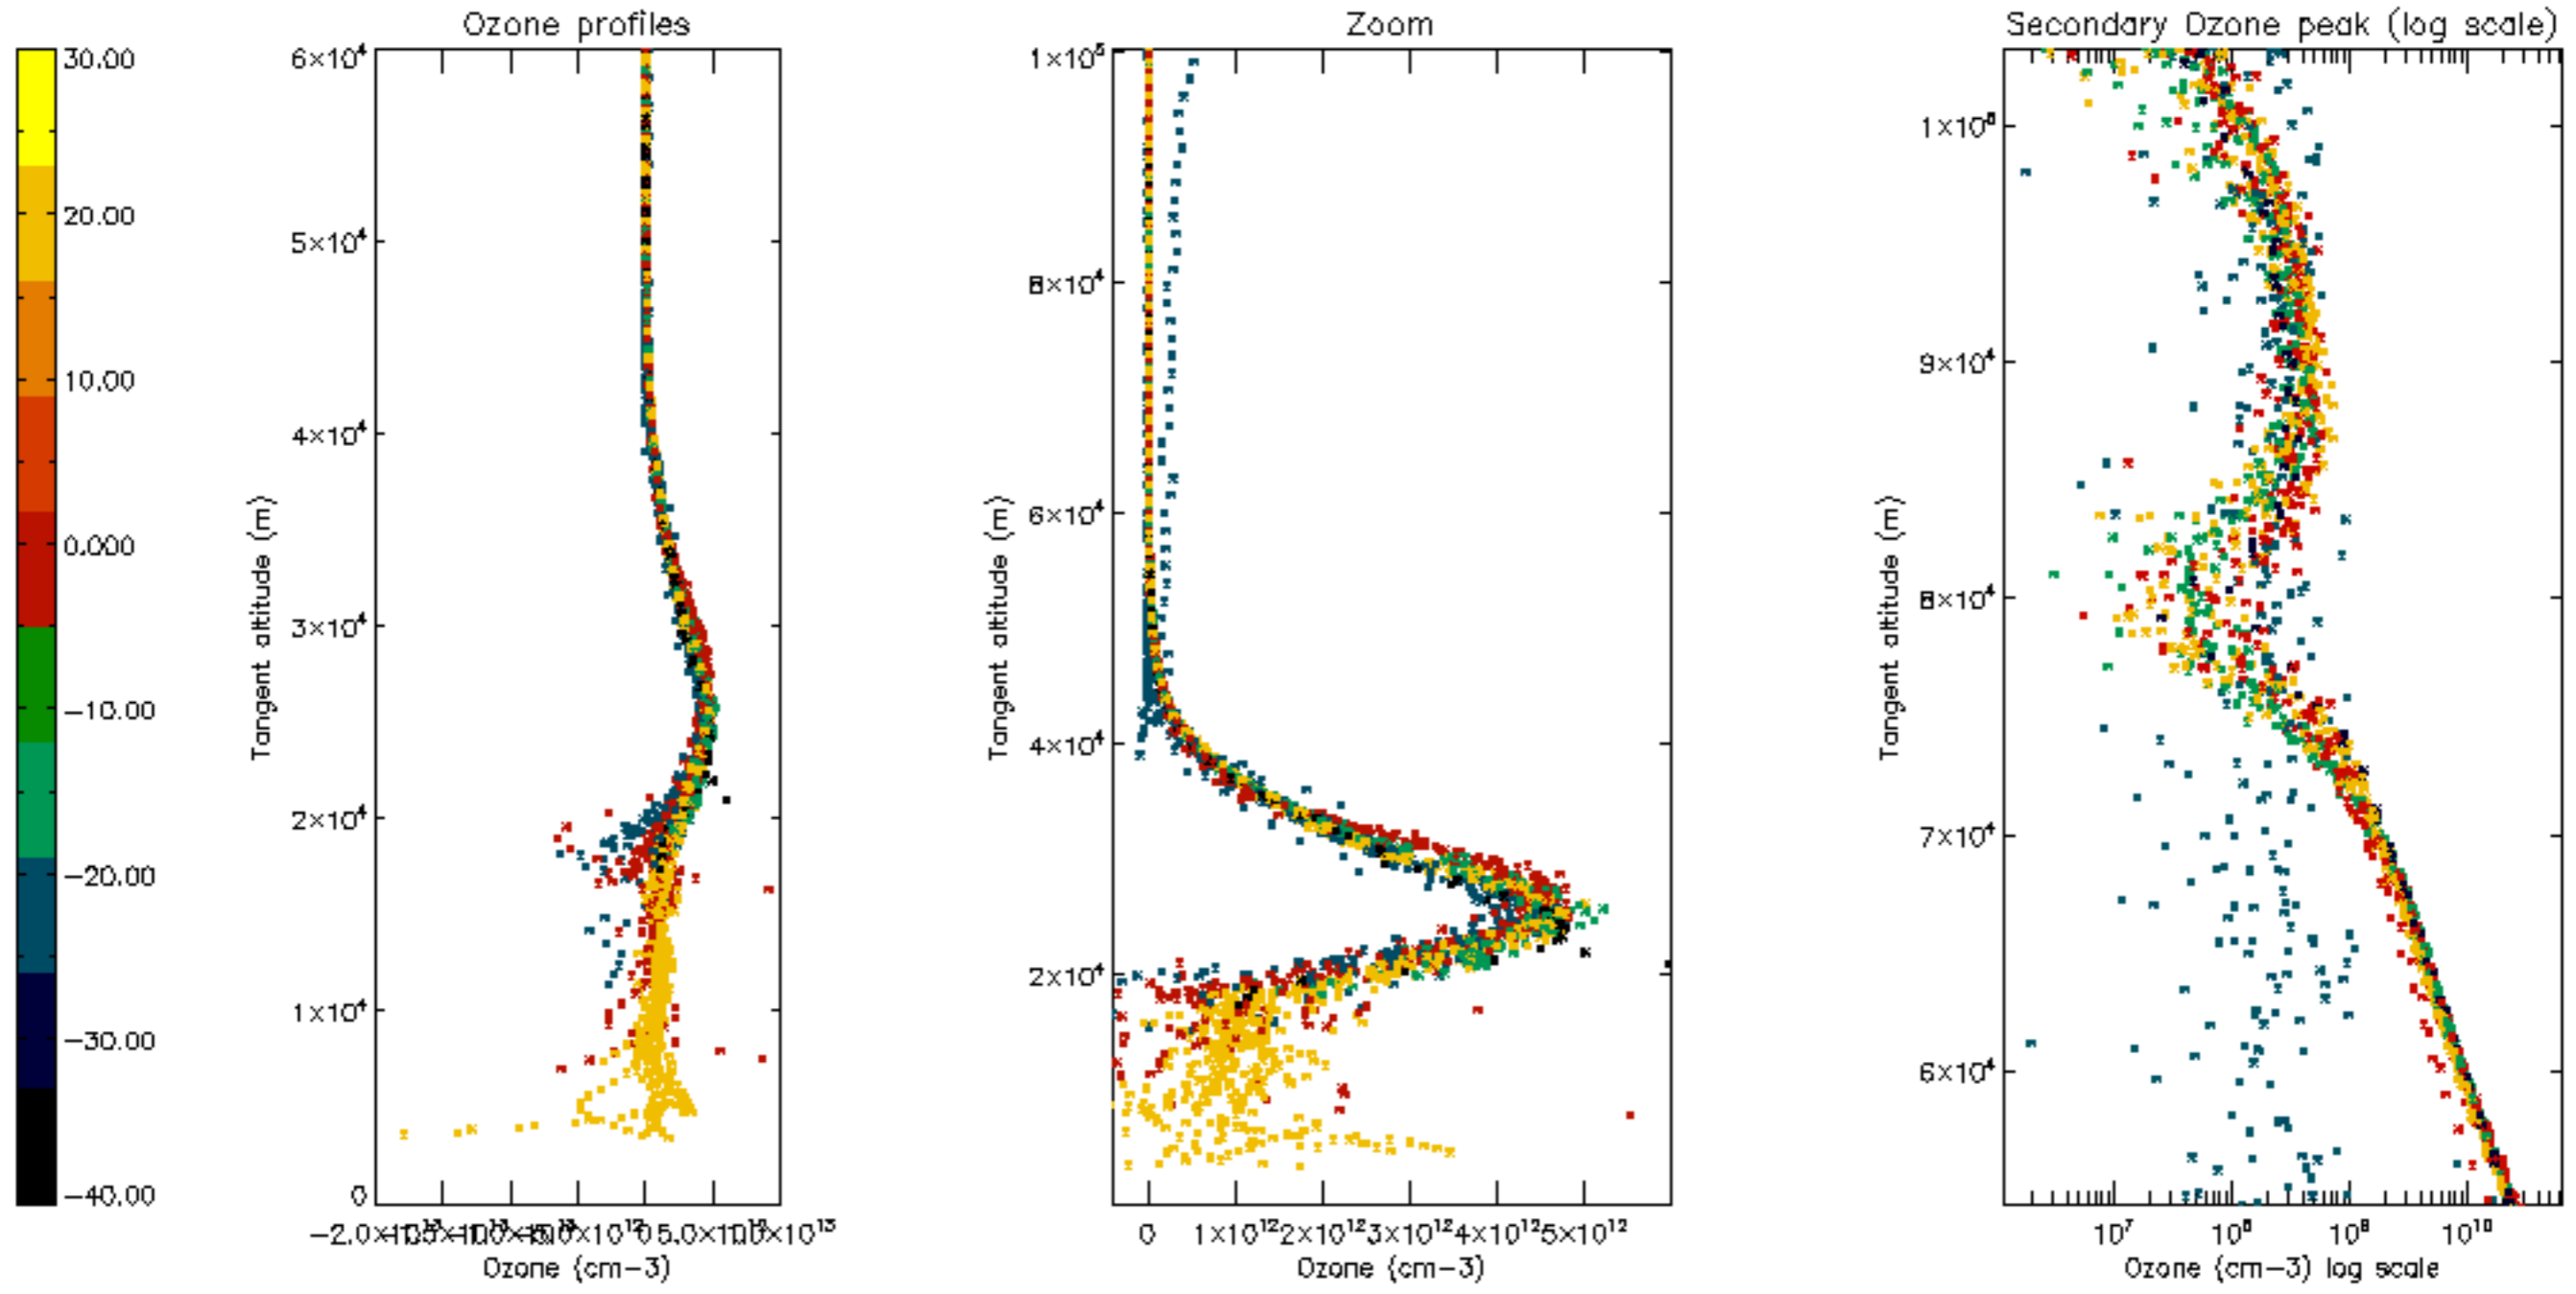 Ozone profiles
Zoom
Secondary Ozone peak (log scale)
30.00
20.00
10.00
0.000
−10.00
−20.00
−30.00
−40.00
6×10⁴
5×10⁴
4×10⁴
3×10⁴
2×10⁴
1×10⁴
0
Tangent altitude (m)
Ozone (cm−3)
1×10⁵
8×10⁴
6×10⁴
4×10⁴
2×10⁴
Tangent altitude (m)
0 1×10¹² 2×10¹² 3×10¹² 4×10¹² 5×10¹²
Ozone (cm−3)
1×10⁵
9×10⁴
8×10⁴
7×10⁴
6×10⁴
Tangent altitude (m)
10⁷ 10⁸ 10⁹ 10¹⁰
Ozone (cm−3) log scale